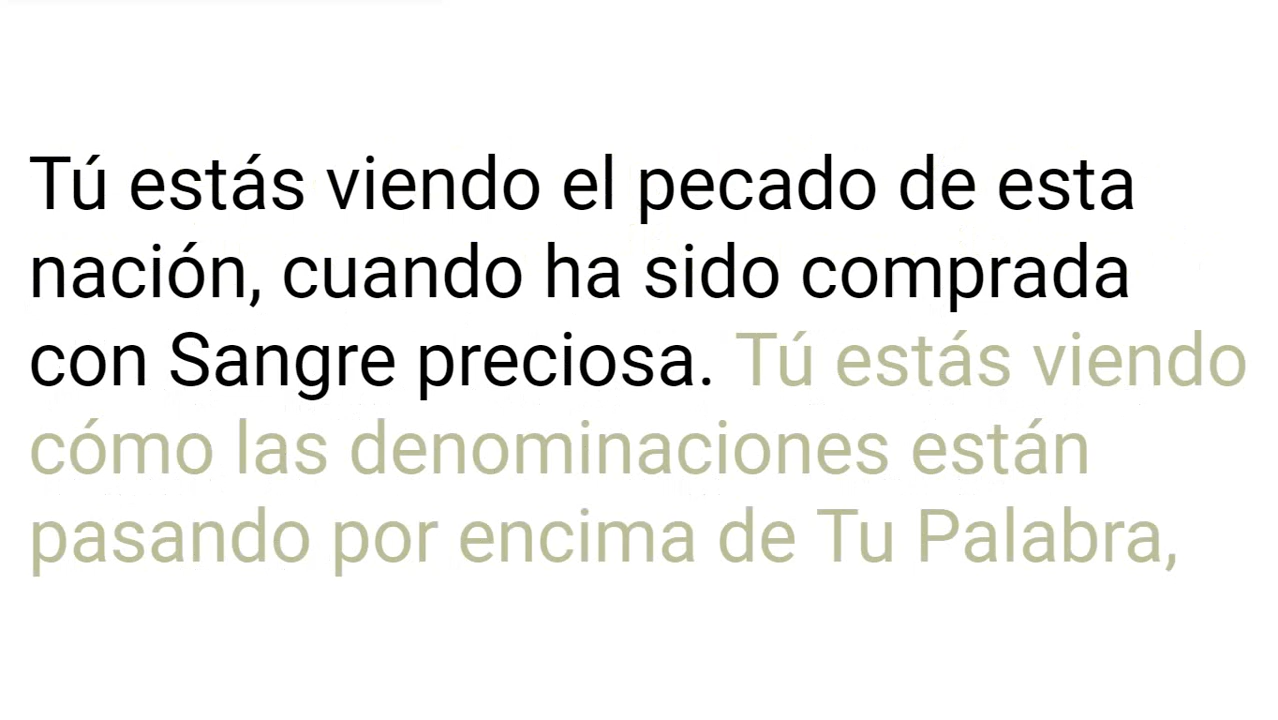 Tú estás viendo el pecado de esta
nación, cuando ha sido comprada
con Sangre preciosa. Tú estás viendo
cómo las denominaciones están
pasando por encima de Tu Palabra,